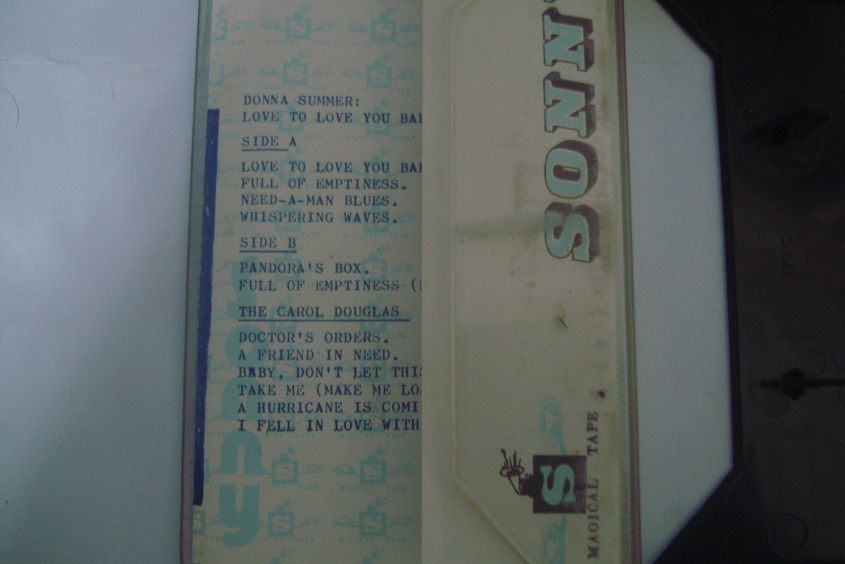 DONNA SUMMER:
LOVE TO LOVE YOU BA
SIDE A
LOVE TO LOVE YOU BA
FULL OF EMPTINESS.
NEED-A-MAN BLUES.
WHISPERING WAVES.
SIDE B
PANDORA'S BOX.
FULL OF EMPTINESS (
THE CAROL DOUGLAS
DOCTOR'S ORDERS.
A FRIEND IN NEED.
BABY, DON'T LET THIS
TAKE ME (MAKE ME LO
A HURRICANE IS COMI
I FELL IN LOVE WITH
SONN
S
MAGICAL TAPE